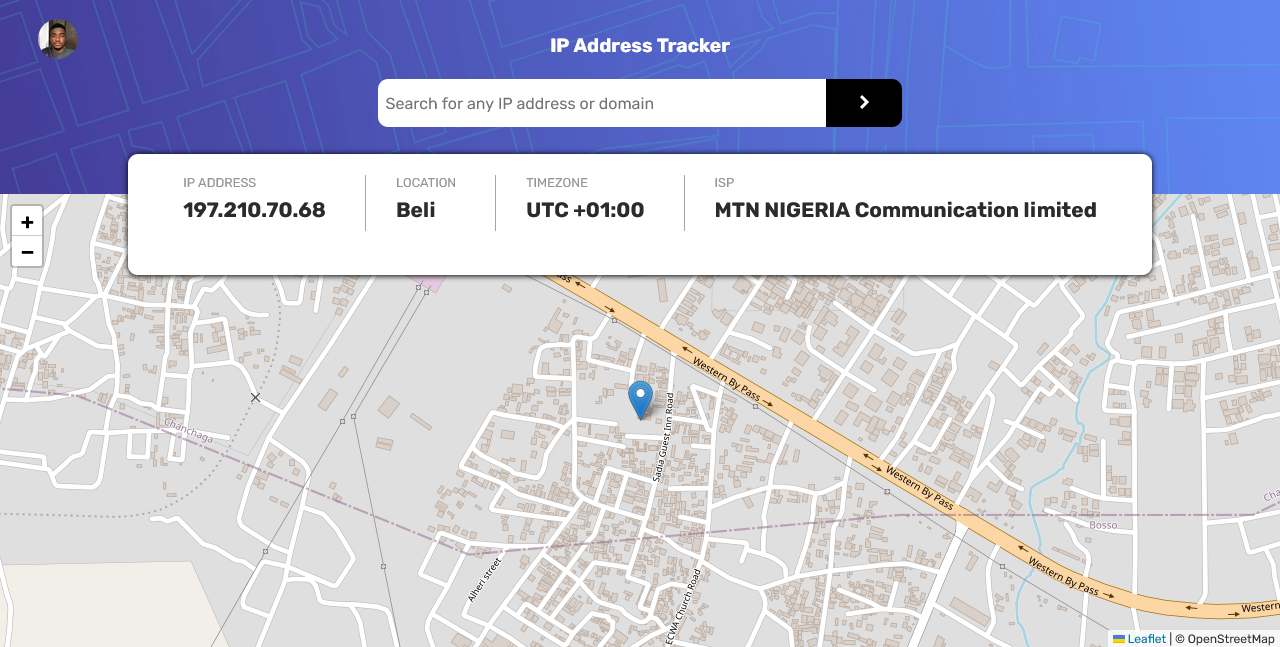 IP Address Tracker
Search for any IP address or domain
IP ADDRESS
197.210.70.68
LOCATION
Beli
TIMEZONE
UTC +01:00
ISP
MTN NIGERIA Communication limited
+
−
Western By Pass
Sadia Guest Inn Road
Chanchaga
Western By Pass
Bosso
Western By Pass
Alheri street
ECWA Church Road
Western
Leaflet | © OpenStreetMap